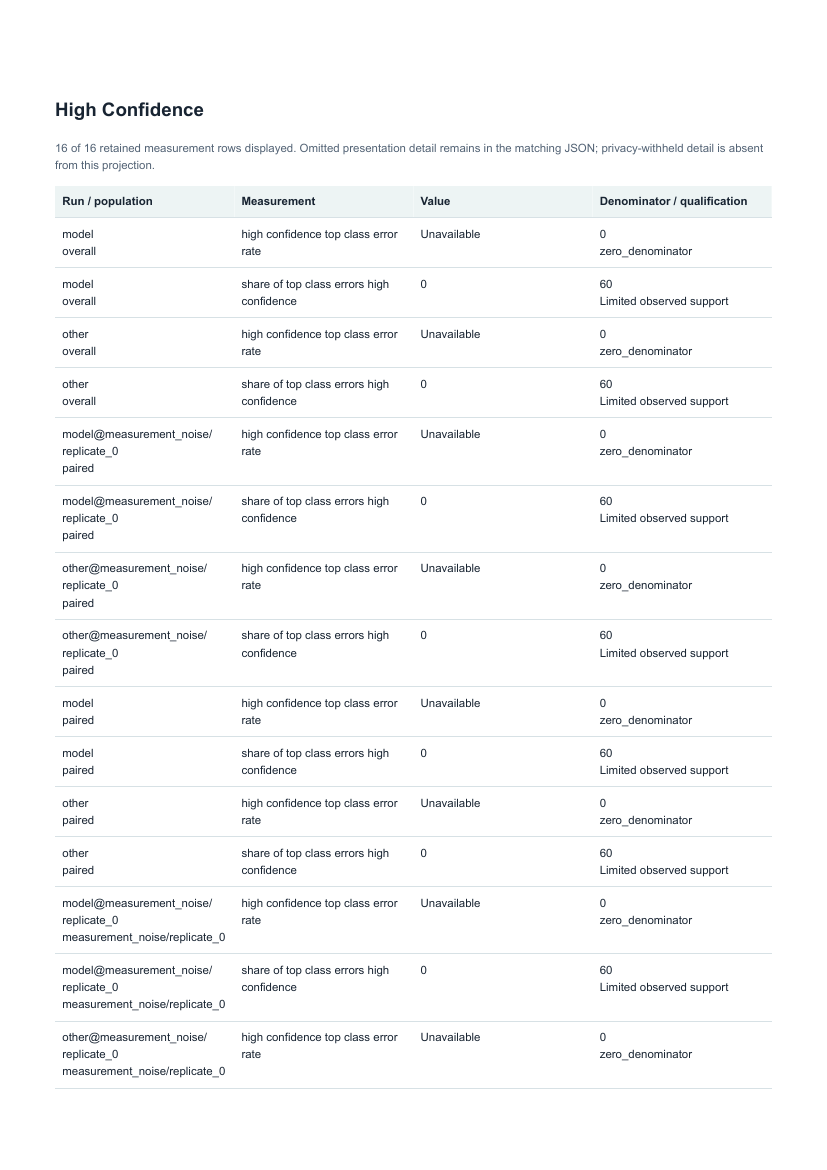 High Confidence
16 of 16 retained measurement rows displayed. Omitted presentation detail remains in the matching JSON; privacy-withheld detail is absent
from this projection.
Run / population Measurement Value Denominator / qualification
model high confidence top class error Unavailable 0
overall rate zero_denominator
model share of top class errors high 0 60
overall confidence Limited observed support
other high confidence top class error Unavailable 0
overall rate zero_denominator
other share of top class errors high 0 60
overall confidence Limited observed support
model@measurement_noise/ high confidence top class error Unavailable 0
replicate_0 rate zero_denominator
paired
model@measurement_noise/ share of top class errors high 0 60
replicate_0 confidence Limited observed support
paired
other@measurement_noise/ high confidence top class error Unavailable 0
replicate_0 rate zero_denominator
paired
other@measurement_noise/ share of top class errors high 0 60
replicate_0 confidence Limited observed support
paired
model high confidence top class error Unavailable 0
paired rate zero_denominator
model share of top class errors high 0 60
paired confidence Limited observed support
other high confidence top class error Unavailable 0
paired rate zero_denominator
other share of top class errors high 0 60
paired confidence Limited observed support
model@measurement_noise/ high confidence top class error Unavailable 0
replicate_0 rate zero_denominator
measurement_noise/replicate_0
model@measurement_noise/ share of top class errors high 0 60
replicate_0 confidence Limited observed support
measurement_noise/replicate_0
other@measurement_noise/ high confidence top class error Unavailable 0
replicate_0 rate zero_denominator
measurement_noise/replicate_0